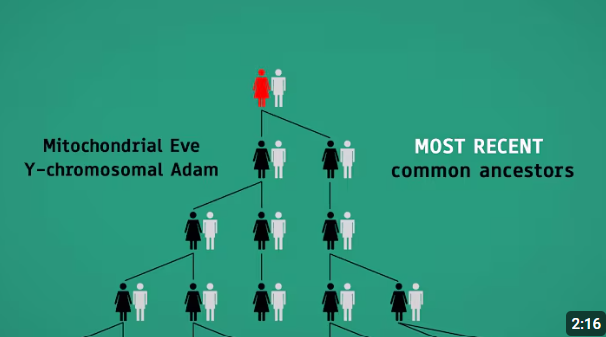 Mitochondrial Eve
Y-chromosomal Adam
MOST RECENT
common ancestors
2:16